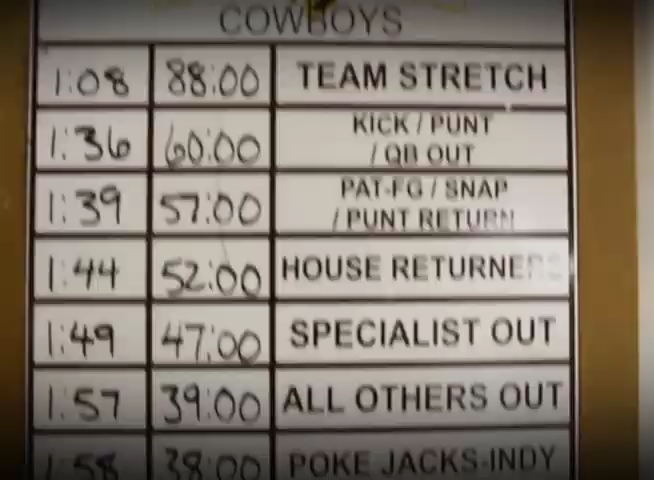 COWBOYS
1:08 88:00 TEAM STRETCH
1:36 60:00 KICK / PUNT
/ QB OUT
1:39 57:00 PAT-FG / SNAP
/ PUNT RETURN
1:44 52:00 HOUSE RETURNERS
1:49 47:00 SPECIALIST OUT
1:57 39:00 ALL OTHERS OUT
1:58 38:00 POKE JACKS-INDY